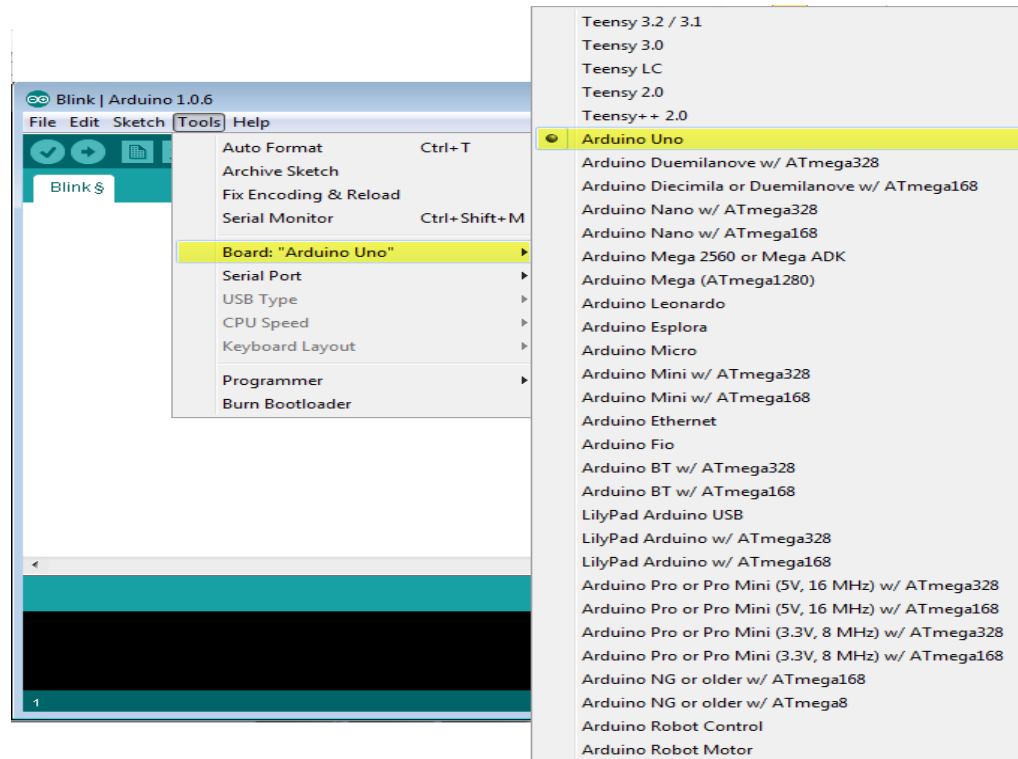 Blink | Arduino 1.0.6
File Edit Sketch Tools Help
Blink§
Auto Format Ctrl+T
Archive Sketch
Fix Encoding & Reload
Serial Monitor Ctrl+Shift+M
Board: "Arduino Uno"
Serial Port
USB Type
CPU Speed
Keyboard Layout
Programmer
Burn Bootloader
1
Teensy 3.2 / 3.1
Teensy 3.0
Teensy LC
Teensy 2.0
Teensy++ 2.0
Arduino Uno
Arduino Duemilanove w/ ATmega328
Arduino Diecimila or Duemilanove w/ ATmega168
Arduino Nano w/ ATmega328
Arduino Nano w/ ATmega168
Arduino Mega 2560 or Mega ADK
Arduino Mega (ATmega1280)
Arduino Leonardo
Arduino Esplora
Arduino Micro
Arduino Mini w/ ATmega328
Arduino Mini w/ ATmega168
Arduino Ethernet
Arduino Fio
Arduino BT w/ ATmega328
Arduino BT w/ ATmega168
LilyPad Arduino USB
LilyPad Arduino w/ ATmega328
LilyPad Arduino w/ ATmega168
Arduino Pro or Pro Mini (5V, 16 MHz) w/ ATmega328
Arduino Pro or Pro Mini (5V, 16 MHz) w/ ATmega168
Arduino Pro or Pro Mini (3.3V, 8 MHz) w/ ATmega328
Arduino Pro or Pro Mini (3.3V, 8 MHz) w/ ATmega168
Arduino NG or older w/ ATmega168
Arduino NG or older w/ ATmega8
Arduino Robot Control
Arduino Robot Motor